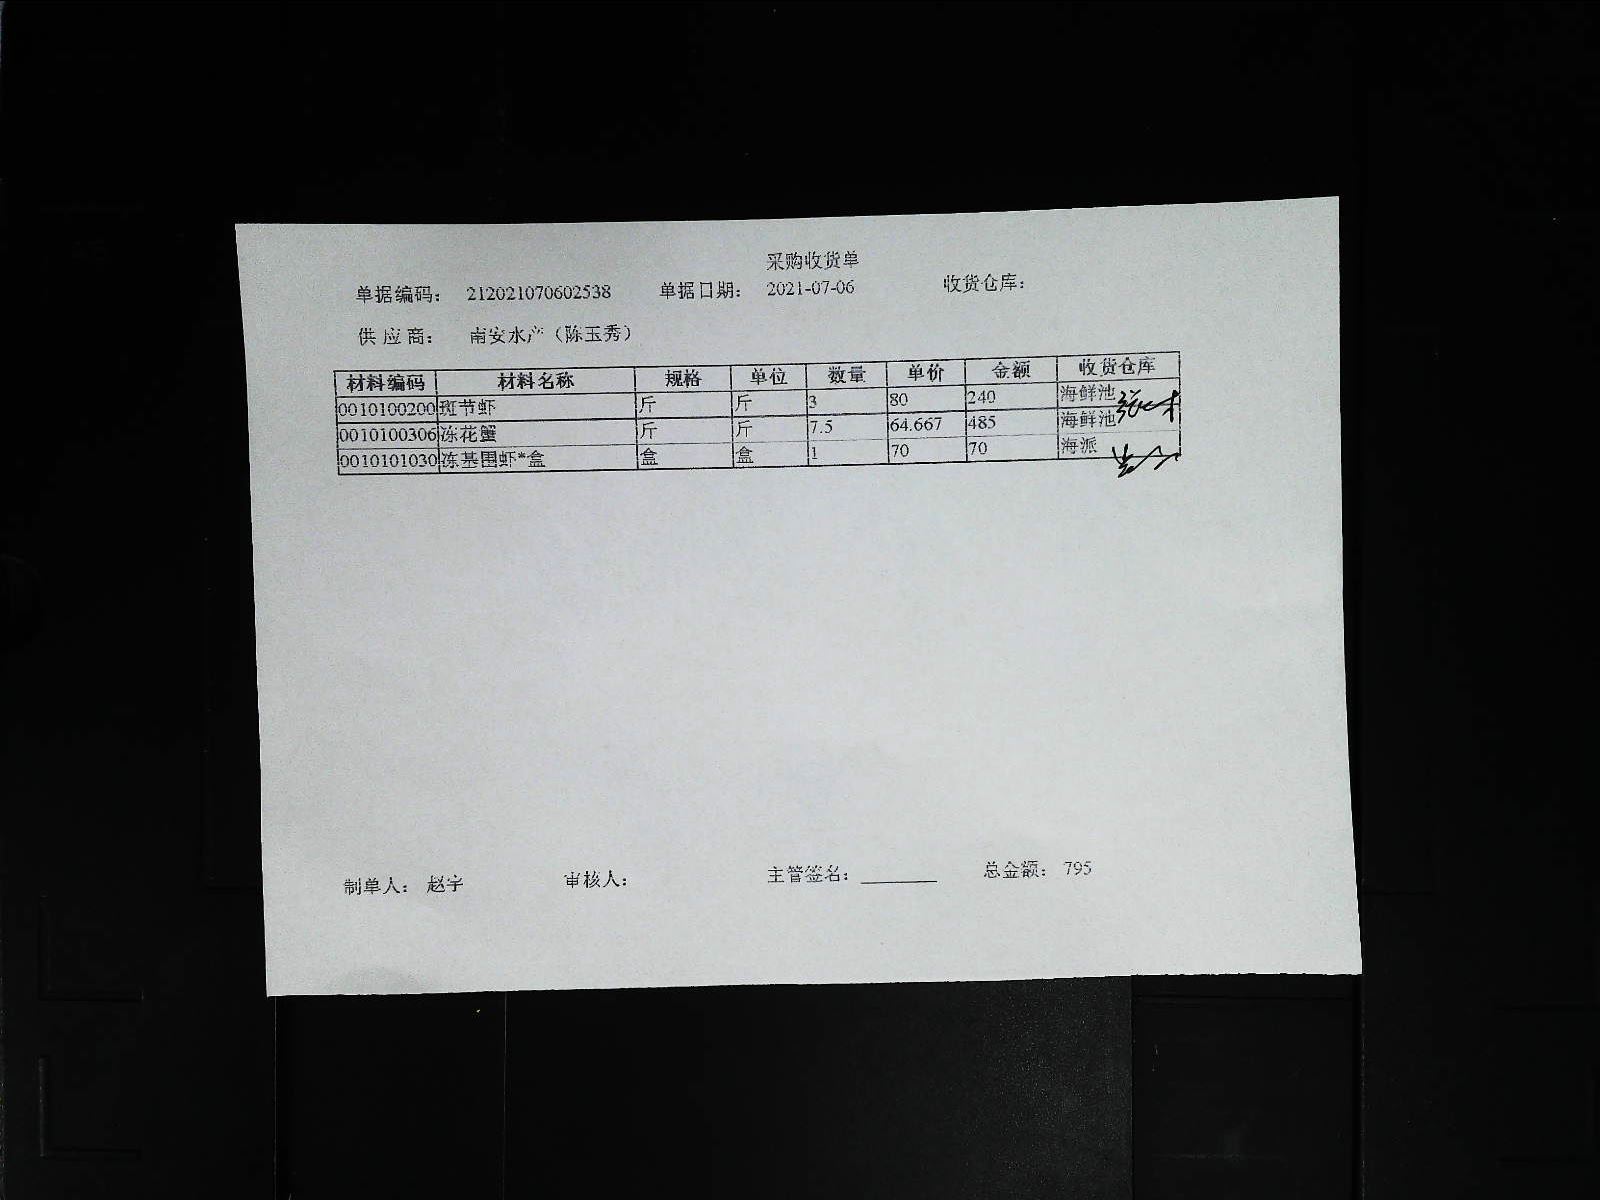 采购收货单
单据编码： 212021070602538 单据日期： 2021-07-06 收货仓库：
供应商： 南安水产（陈玉秀）
材料编码 材料名称 规格 单位 数量 单价 金额 收货仓库
0010100200 斑节虾 斤 斤 3 80 240 海鲜池
0010100306 冻花蟹 斤 斤 7.5 64.667 485 海鲜池
0010101030 冻基围虾*盒 盒 盒 1 70 70 海派
制单人： 赵宇 审核人： 主管签名： 总金额： 795